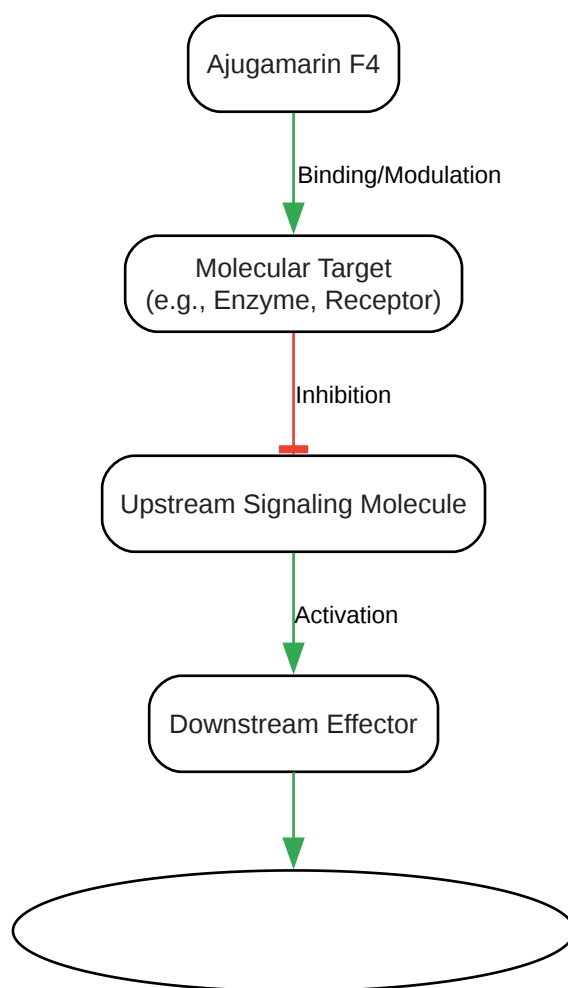 Ajugamarin F4
Binding/Modulation
Molecular Target
(e.g., Enzyme, Receptor)
Inhibition
Upstream Signaling Molecule
Activation
Downstream Effector